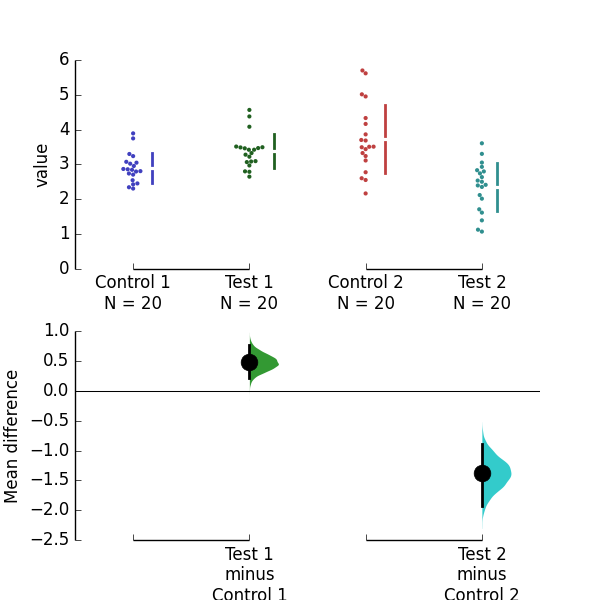 6
5
4
3
2
1
0
value
Control 1
N = 20
Test 1
N = 20
Control 2
N = 20
Test 2
N = 20
1.0
0.5
0.0
−0.5
−1.0
−1.5
−2.0
−2.5
Mean difference
Test 1
minus
Control 1
Test 2
minus
Control 2